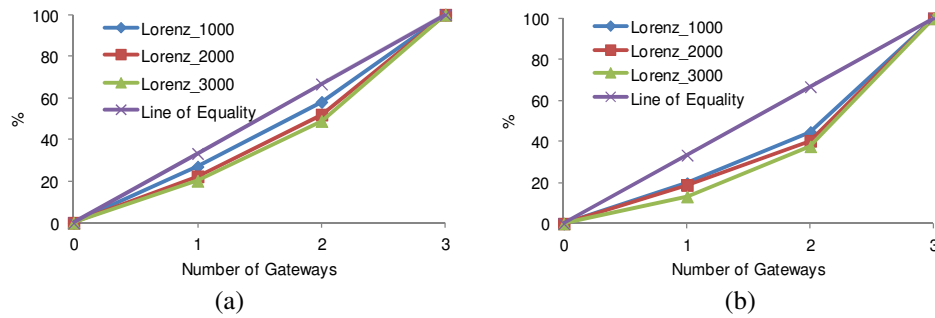 100
80
60
40
20
0
%
Lorenz_1000
Lorenz_2000
Lorenz_3000
Line of Equality
0 1 2 3
Number of Gateways
(a)
100
80
60
40
20
0
%
Lorenz_1000
Lorenz_2000
Lorenz_3000
Line of Equality
0 1 2 3
Number of Gateways
(b)